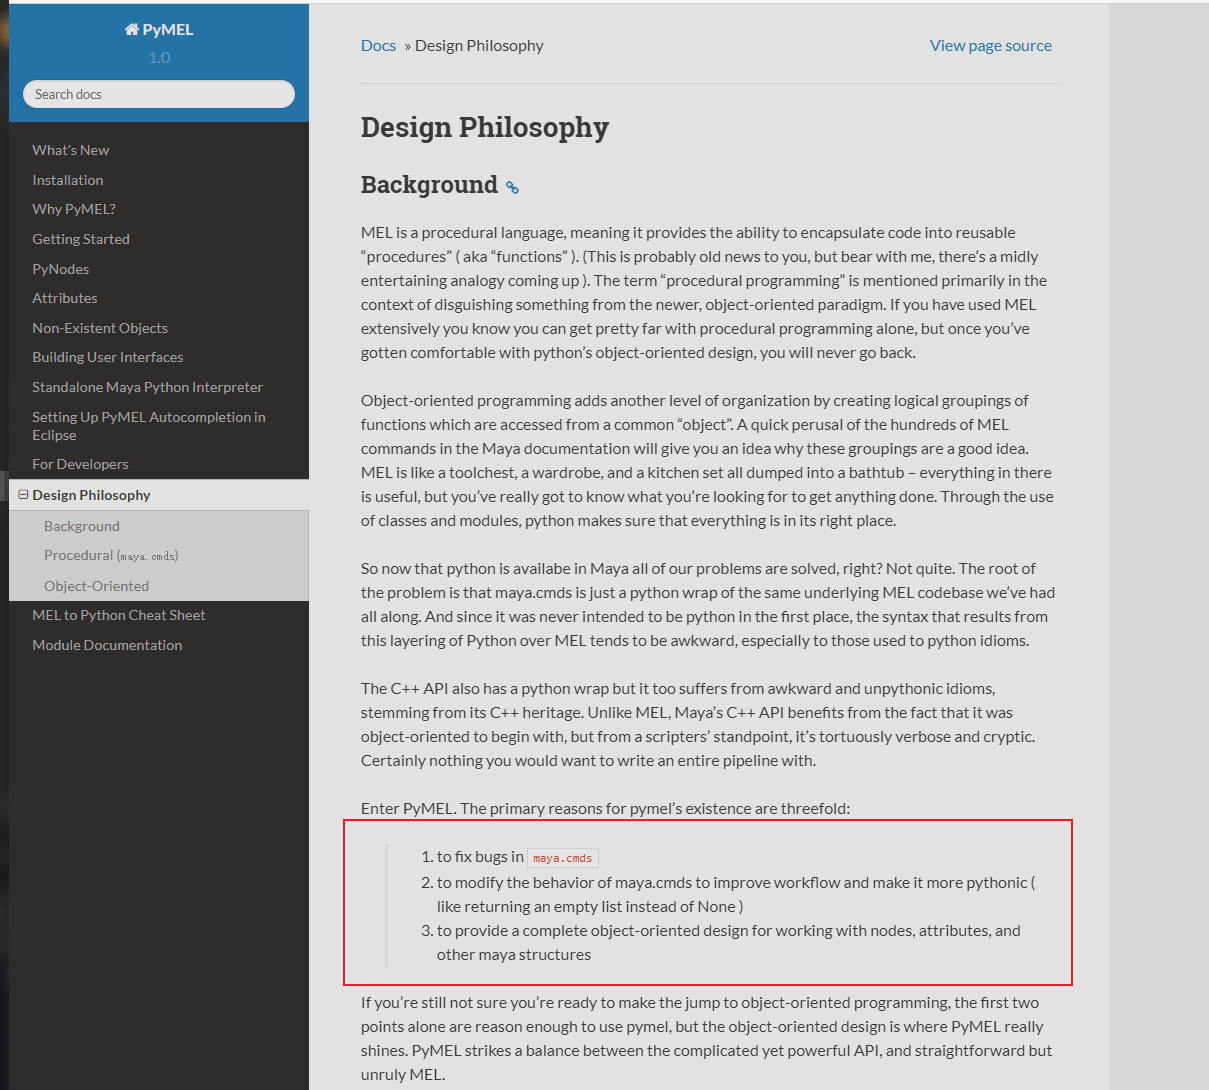 PyMEL
1.0
Search docs
What's New
Installation
Why PyMEL?
Getting Started
PyNodes
Attributes
Non-Existent Objects
Building User Interfaces
Standalone Maya Python Interpreter
Setting Up PyMEL Autocompletion in
Eclipse
For Developers
Design Philosophy
Background
Procedural (maya.cmds)
Object-Oriented
MEL to Python Cheat Sheet
Module Documentation
Docs » Design Philosophy
View page source
Design Philosophy
Background
MEL is a procedural language, meaning it provides the ability to encapsulate code into reusable
“procedures” ( aka “functions” ). (This is probably old news to you, but bear with me, there’s a midly
entertaining analogy coming up ). The term “procedural programming” is mentioned primarily in the
context of disguishing something from the newer, object-oriented paradigm. If you have used MEL
extensively you know you can get pretty far with procedural programming alone, but once you’ve
gotten comfortable with python’s object-oriented design, you will never go back.
Object-oriented programming adds another level of organization by creating logical groupings of
functions which are accessed from a common “object”. A quick perusal of the hundreds of MEL
commands in the Maya documentation will give you an idea why these groupings are a good idea.
MEL is like a toolchest, a wardrobe, and a kitchen set all dumped into a bathtub – everything in there
is useful, but you’ve really got to know what you’re looking for to get anything done. Through the use
of classes and modules, python makes sure that everything is in its right place.
So now that python is availabe in Maya all of our problems are solved, right? Not quite. The root of
the problem is that maya.cmds is just a python wrap of the same underlying MEL codebase we’ve had
all along. And since it was never intended to be python in the first place, the syntax that results from
this layering of Python over MEL tends to be awkward, especially to those used to python idioms.
The C++ API also has a python wrap but it too suffers from awkward and unpythonic idioms,
stemming from its C++ heritage. Unlike MEL, Maya’s C++ API benefits from the fact that it was
object-oriented to begin with, but from a scripters’ standpoint, it’s tortuously verbose and cryptic.
Certainly nothing you would want to write an entire pipeline with.
Enter PyMEL. The primary reasons for pymel’s existence are threefold:
1. to fix bugs in maya.cmds
2. to modify the behavior of maya.cmds to improve workflow and make it more pythonic (
like returning an empty list instead of None )
3. to provide a complete object-oriented design for working with nodes, attributes, and
other maya structures
If you’re still not sure you’re ready to make the jump to object-oriented programming, the first two
points alone are reason enough to use pymel, but the object-oriented design is where PyMEL really
shines. PyMEL strikes a balance between the complicated yet powerful API, and straightforward but
unruly MEL.